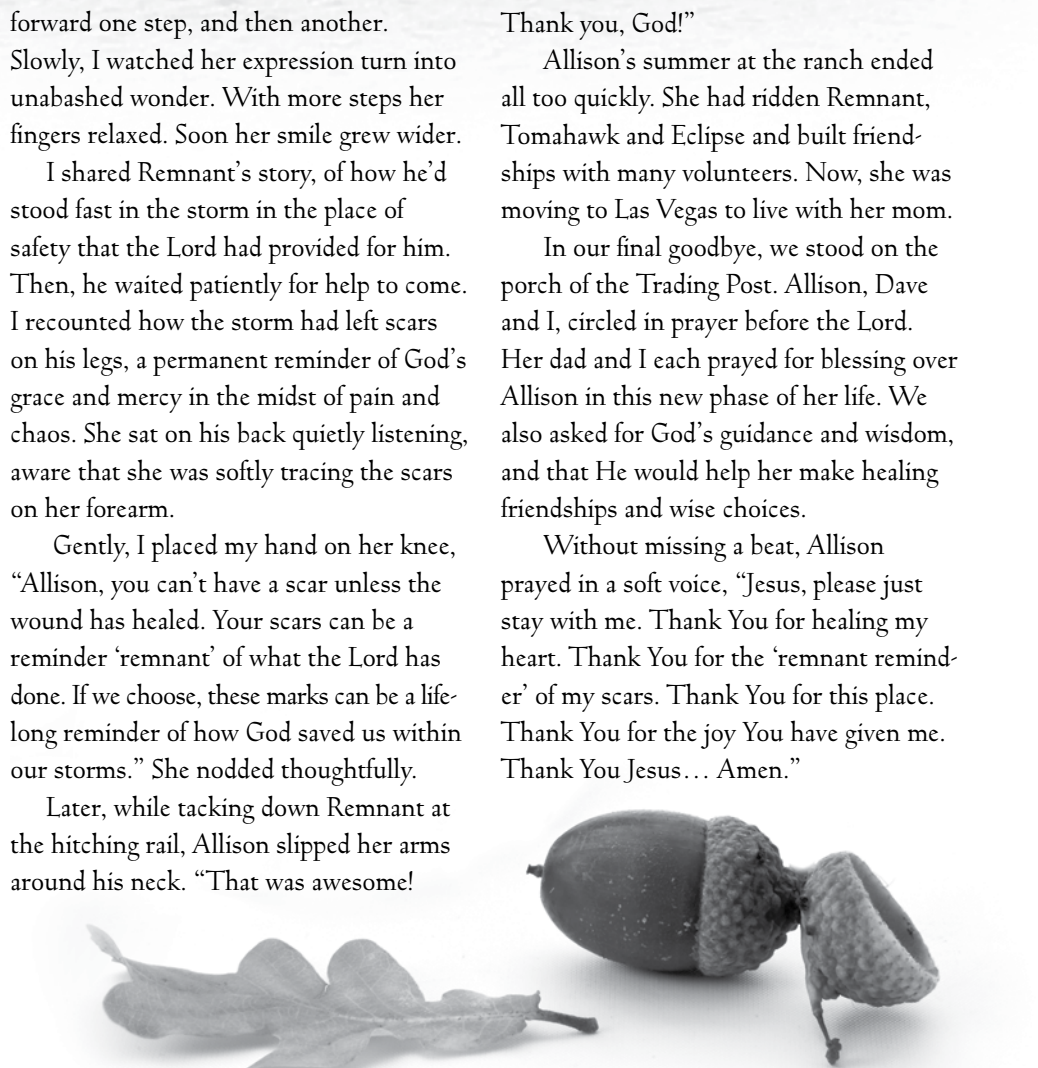 forward one step, and then another.
Slowly, I watched her expression turn into
unabashed wonder. With more steps her
fingers relaxed. Soon her smile grew wider.
I shared Remnant’s story, of how he’d
stood fast in the storm in the place of
safety that the Lord had provided for him.
Then, he waited patiently for help to come.
I recounted how the storm had left scars
on his legs, a permanent reminder of God’s
grace and mercy in the midst of pain and
chaos. She sat on his back quietly listening,
aware that she was softly tracing the scars
on her forearm.
Gently, I placed my hand on her knee,
“Allison, you can’t have a scar unless the
wound has healed. Your scars can be a
reminder ‘remnant’ of what the Lord has
done. If we choose, these marks can be a life-
long reminder of how God saved us within
our storms.” She nodded thoughtfully.
Later, while tacking down Remnant at
the hitching rail, Allison slipped her arms
around his neck. “That was awesome!
Thank you, God!”
Allison’s summer at the ranch ended
all too quickly. She had ridden Remnant,
Tomahawk and Eclipse and built friend-
ships with many volunteers. Now, she was
moving to Las Vegas to live with her mom.
In our final goodbye, we stood on the
porch of the Trading Post. Allison, Dave
and I, circled in prayer before the Lord.
Her dad and I each prayed for blessing over
Allison in this new phase of her life. We
also asked for God’s guidance and wisdom,
and that He would help her make healing
friendships and wise choices.
Without missing a beat, Allison
prayed in a soft voice, “Jesus, please just
stay with me. Thank You for healing my
heart. Thank You for the ‘remnant remind-
er’ of my scars. Thank You for this place.
Thank You for the joy You have given me.
Thank You Jesus… Amen.”